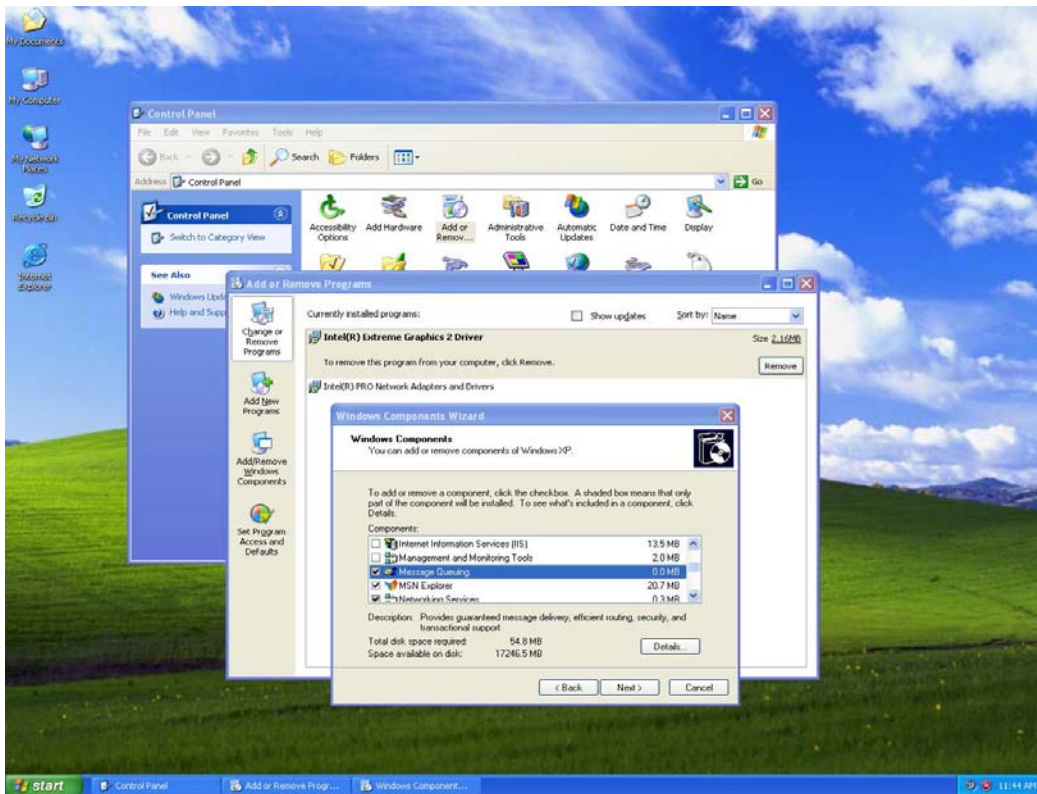 My Documents
My Computer
My Network
Places
Recycle Bin
Internet
Explorer
Control Panel
File Edit View Favorites Tools Help
Back Search Folders
Address Control Panel Go
Control Panel
Switch to Category View
See Also
Windows Upd
Help and Supp
Accessibility
Options
Add Hardware
Add or
Remov...
Administrative
Tools
Automatic
Updates
Date and Time
Display
Add or Remove Programs
Change or
Remove
Programs
Add New
Programs
Add/Remove
Windows
Components
Set Program
Access and
Defaults
Currently installed programs: Show updates Sort by: Name
Intel(R) Extreme Graphics 2 Driver Size 2.16MB
To remove this program from your computer, click Remove. Remove
Intel(R) PRO Network Adapters and Drivers
Windows Components Wizard
Windows Components
You can add or remove components of Windows XP.
To add or remove a component, click the checkbox. A shaded box means that only
part of the component will be installed. To see what's included in a component, click
Details.
Components:
Internet Information Services (IIS) 13.5 MB
Management and Monitoring Tools 2.0 MB
Message Queuing 0.0 MB
MSN Explorer 20.7 MB
Networking Services 0.3 MB
Description: Provides guaranteed message delivery, efficient routing, security, and
transactional support
Total disk space required: 54.8 MB
Space available on disk: 17246.5 MB
Details...
< Back Next > Cancel
start Control Panel Add or Remove Progr... Windows Component... 11:44 AM